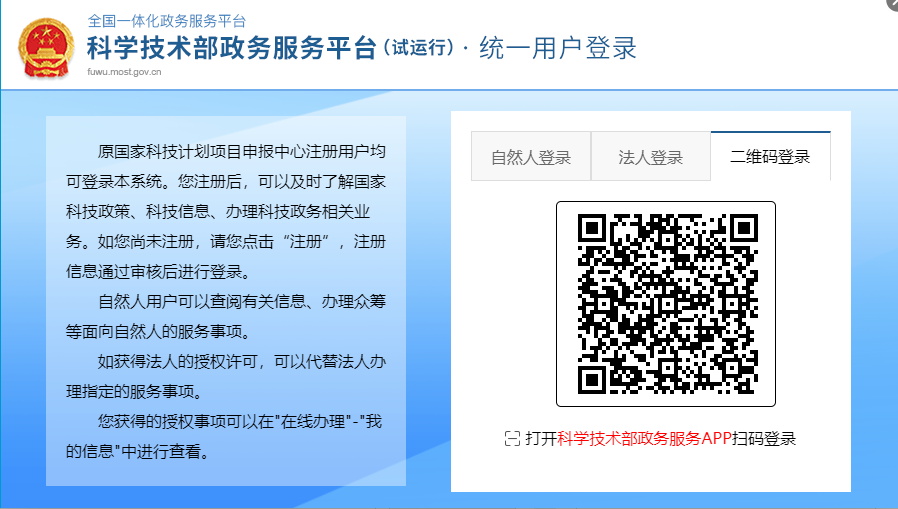 全国一体化政务服务平台
科学技术部政务服务平台(试运行)·统一用户登录
fuwu.most.gov.cn
原国家科技计划项目申报中心注册用户均
可登录本系统。您注册后，可以及时了解国家
科技政策、科技信息、办理科技政务相关业
务。如您尚未注册，请您点击“注册”，注册
信息通过审核后进行登录。
自然人用户可以查阅有关信息、办理众筹
等面向自然人的服务事项。
如获得法人的授权许可，可以代替法人办
理指定的服务事项。
您获得的授权事项可以在"在线办理"-"我
的信息"中进行查看。
自然人登录
法人登录
二维码登录
打开科学技术部政务服务APP扫码登录